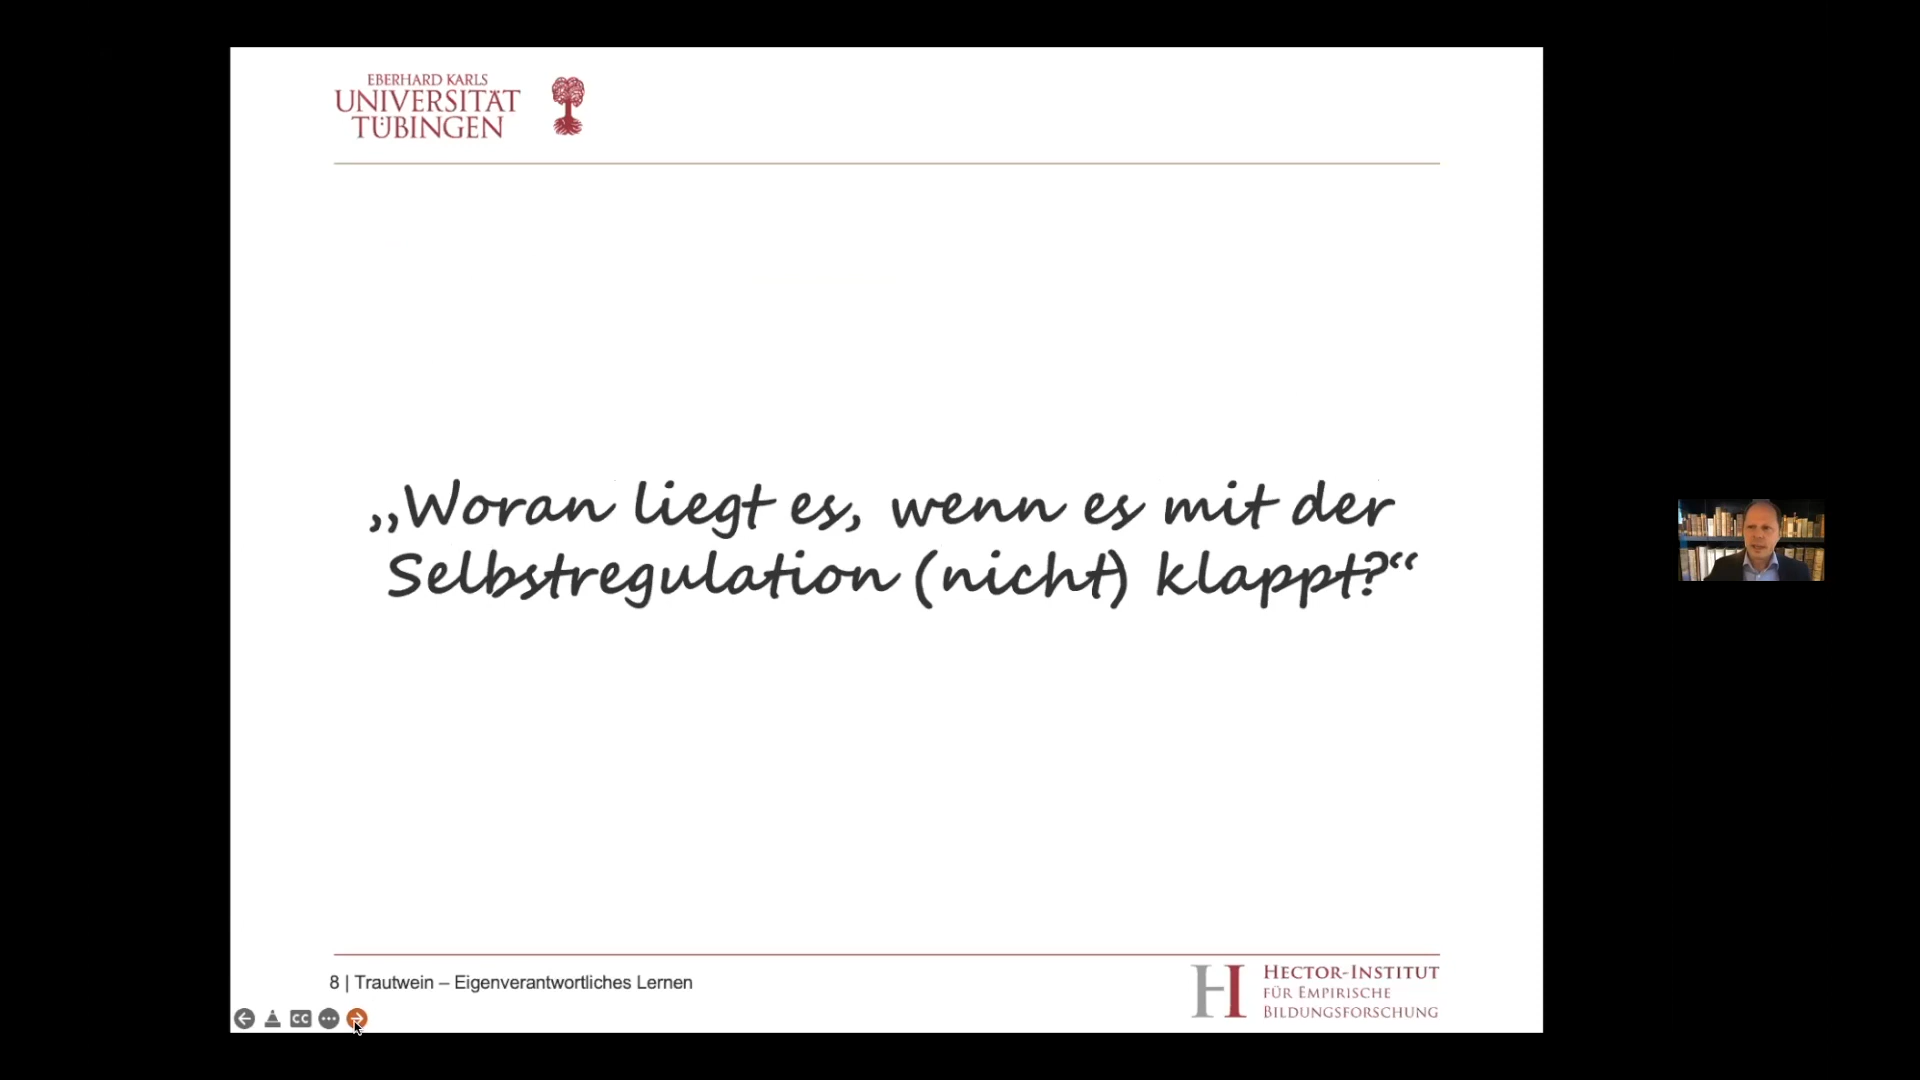 EBERHARD KARLS
UNIVERSITÄT
TÜBINGEN
„Woran liegt es, wenn es mit der
Selbstregulation (nicht) klappt?“
8 | Trautwein – Eigenverantwortliches Lernen
HECTOR-INSTITUT
FÜR EMPIRISCHE
BILDUNGSFORSCHUNG
CC